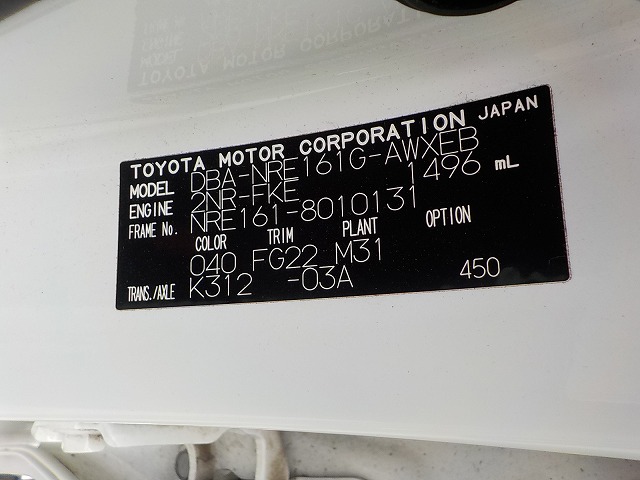 TOYOTA MOTOR CORPORATION JAPAN
MODEL DBA-NRE161G-AWXEB
ENGINE 2NR-FKE 1496 mL
FRAME No. NRE161-8010131
COLOR TRIM PLANT OPTION
040 FG22 M31
TRANS./AXLE K312 -03A 450